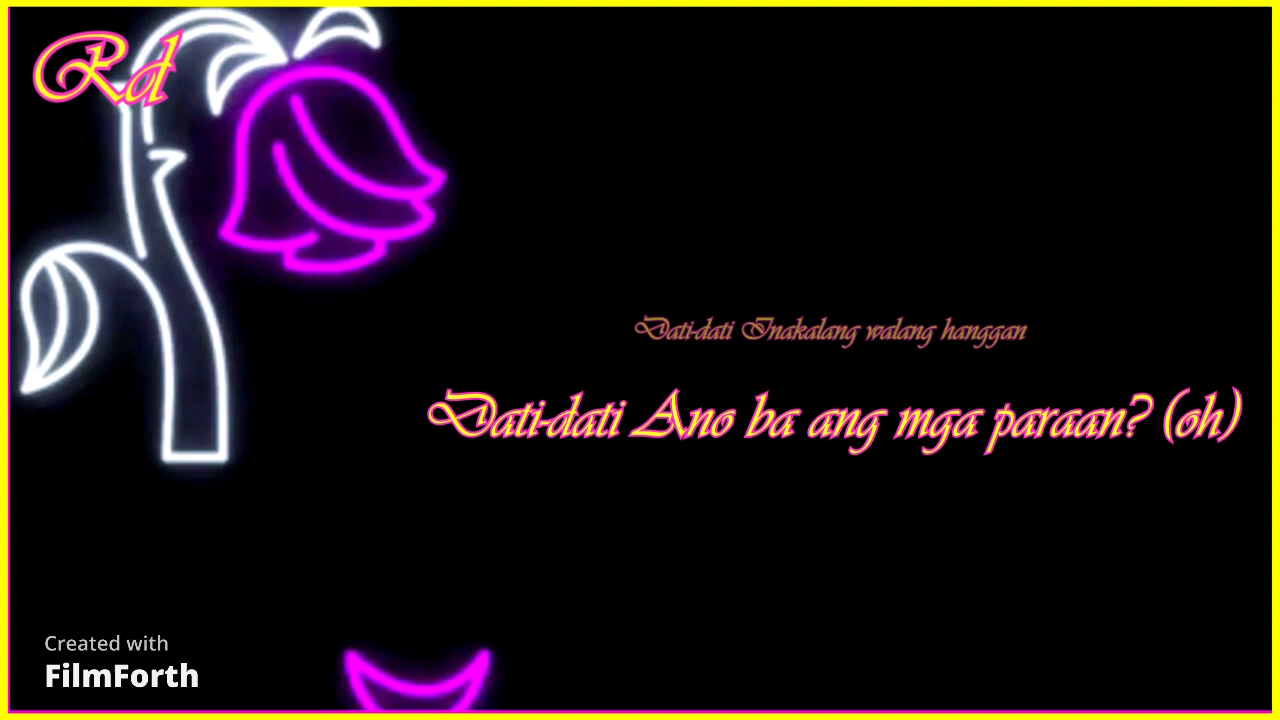 Rd
Dati-dati Inakalang walang hanggan
Dati-dati Ano ba ang mga paraan? (oh)
Created with
FilmForth